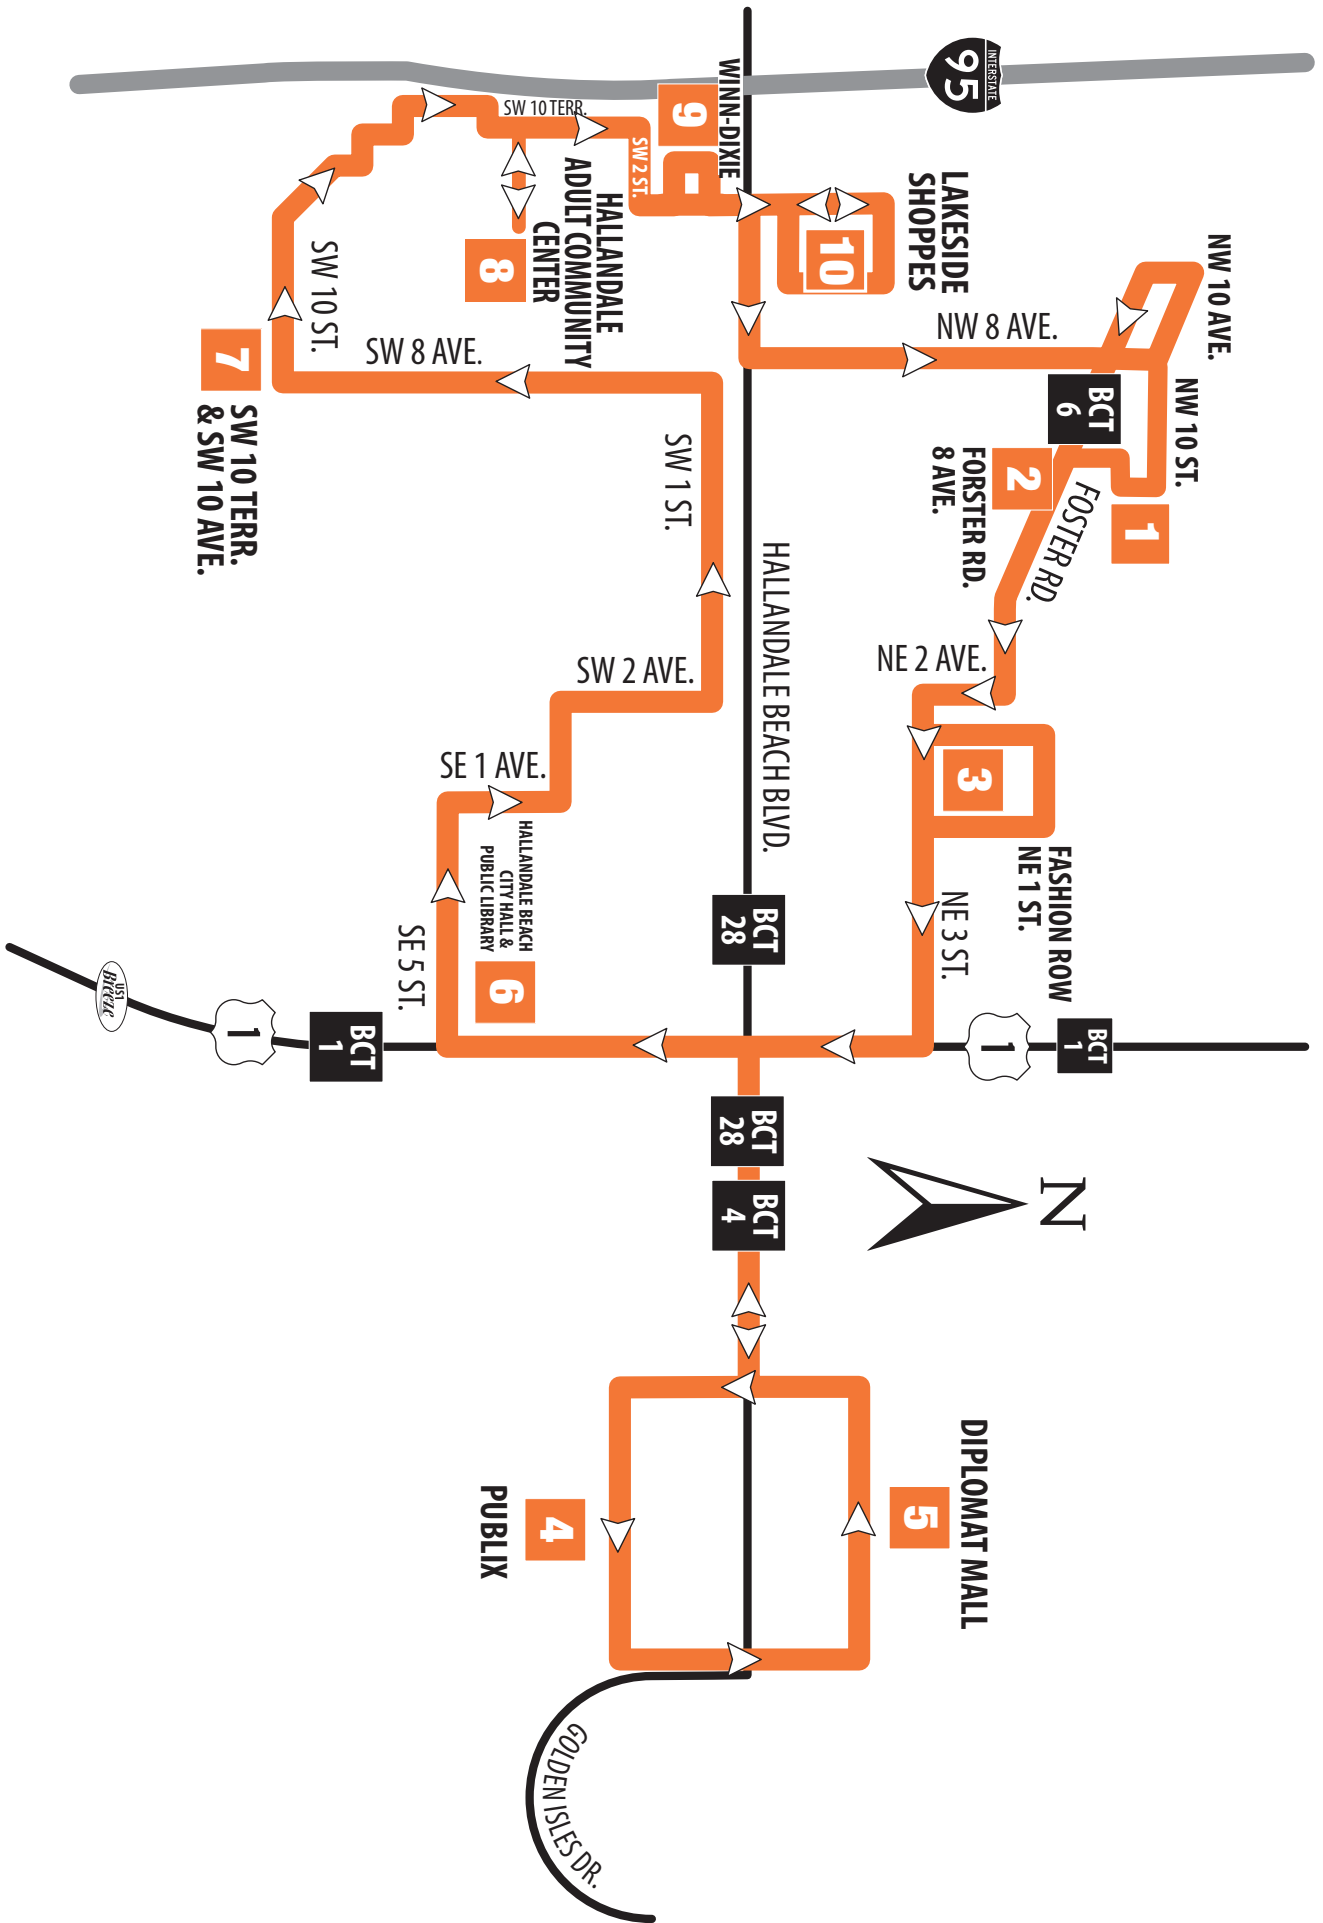 INTERSTATE
95
WINN-DIXIE
9
SW 10 TERR.
SW 2 ST.
HALLANDALE
ADULT COMMUNITY
CENTER
8
LAKESIDE
SHOPPES
10
NW 10 AVE.
NW 8 AVE.
NW 10 ST.
BCT
6
FORSTER RD.
8 AVE.
2
1
FOSTER RD.
SW 10 ST.
SW 8 AVE.
7
SW 10 TERR.
& SW 10 AVE.
SW 1 ST.
HALLANDALE BEACH BLVD.
SW 2 AVE.
NE 2 AVE.
3
FASHION ROW
NE 1 ST.
NE 3 ST.
SE 1 AVE.
HALLANDALE BEACH
CITY HALL &
PUBLIC LIBRARY
6
SE 5 ST.
BCT
28
US1
Breeze
1
BCT
1
1
BCT
1
BCT
28
BCT
4
N
DIPLOMAT MALL
5
4
PUBLIX
GOLDEN ISLES DR.